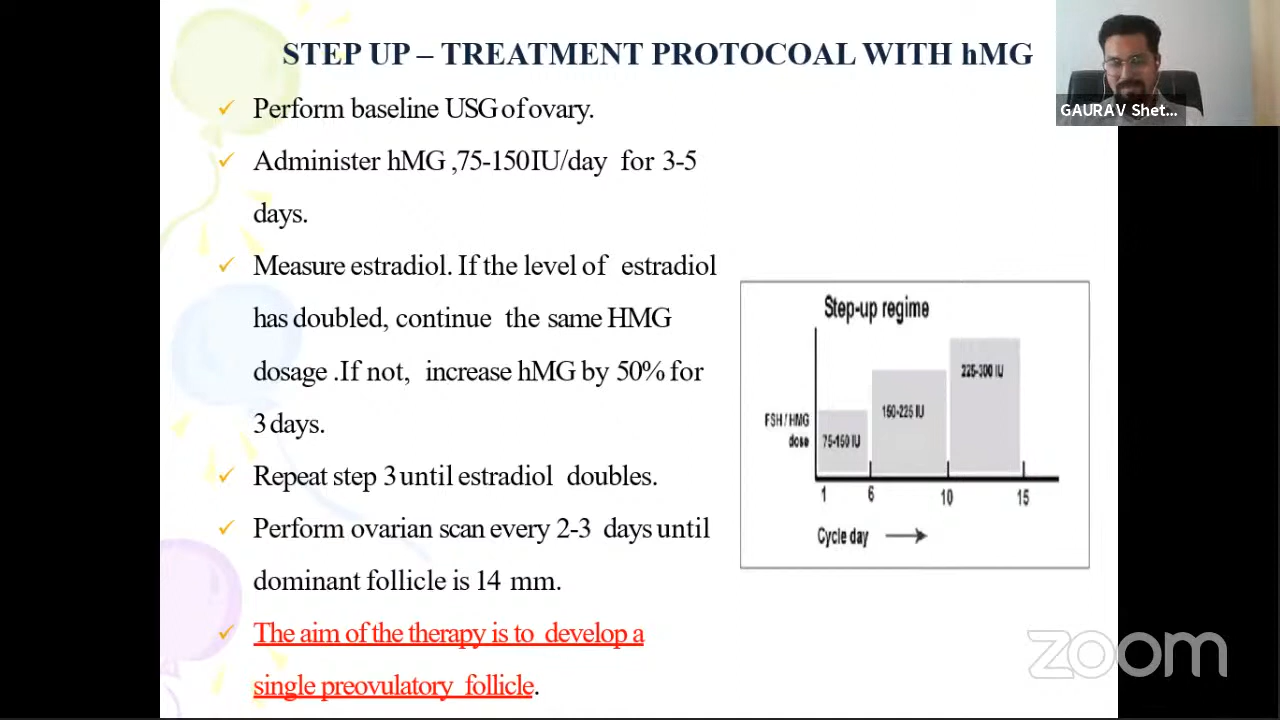 STEP UP – TREATMENT PROTOCOAL WITH hMG
GAURAV Shet...
✓ Perform baseline USG of ovary.
✓ Administer hMG ,75-150IU/day for 3-5
days.
✓ Measure estradiol. If the level of estradiol
has doubled, continue the same HMG
dosage .If not, increase hMG by 50% for
3 days.
✓ Repeat step 3 until estradiol doubles.
✓ Perform ovarian scan every 2-3 days until
dominant follicle is 14 mm.
✓ The aim of the therapy is to develop a
single preovulatory follicle.
Step-up regime
225-300 IU
150-225 IU
FSH / HMG
dose
75-150 IU
1 6 10 15
Cycle day
zoom